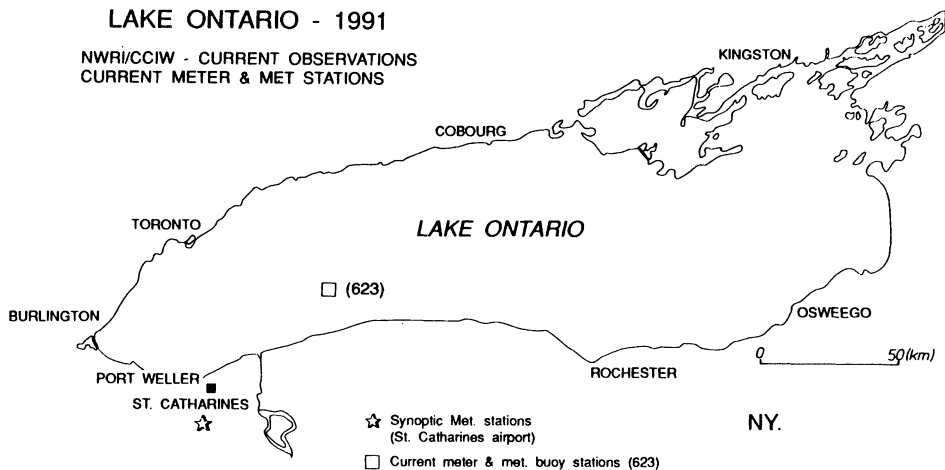 LAKE ONTARIO - 1991
NWRI/CCIW - CURRENT OBSERVATIONS
CURRENT METER & MET STATIONS
KINGSTON
COBOURG
TORONTO
LAKE ONTARIO
(623)
BURLINGTON
OSWEEGO
0 50 (km)
PORT WELLER
ROCHESTER
ST. CATHARINES
Synoptic Met. stations
(St. Catharines airport)
NY.
Current meter & met. buoy stations (623)